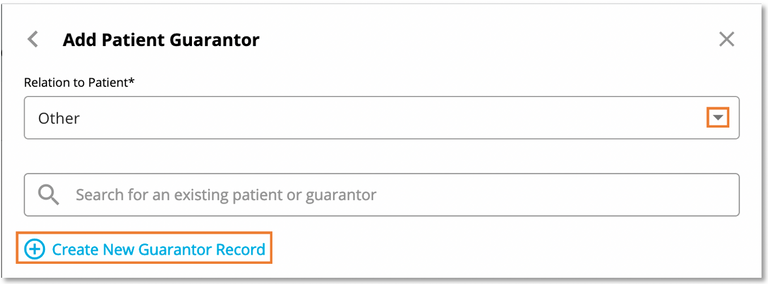 Add Patient Guarantor
Relation to Patient*
Other
Search for an existing patient or guarantor
Create New Guarantor Record